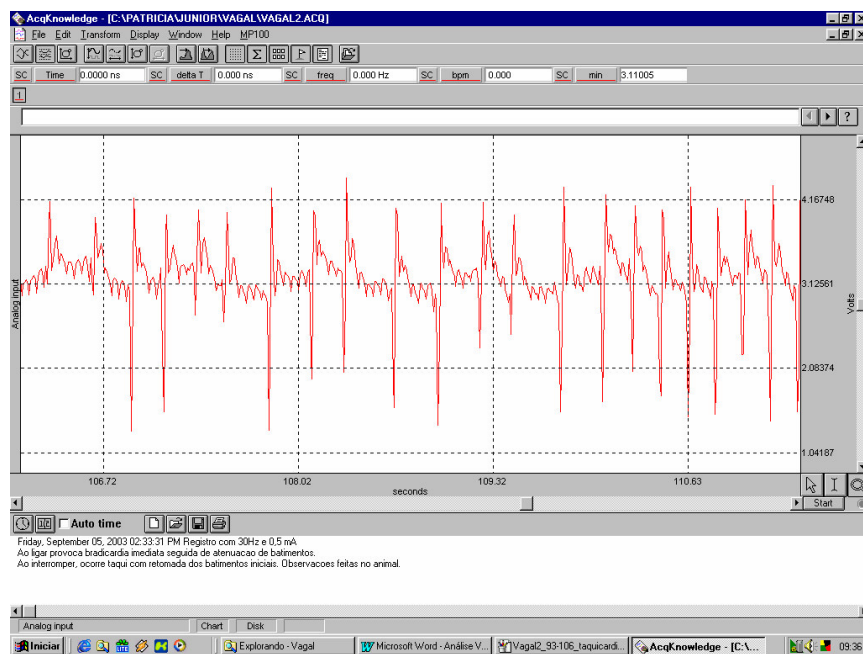 AcqKnowledge - [C:\PATRICIA\JUNIOR\VAGAL\VAGAL2.ACQ]
File Edit Transform Display Window Help MP100
SC Time 0.0000 ns SC delta T 0.000 ns SC freq 0.000 Hz SC bpm 0.000 SC min 3.11005
1
4.16748
3.12561
2.08374
1.04187
Analog input
Volts
106.72 108.02 109.32 110.63
seconds
Start
Auto time
Friday, September 05, 2003 02:33:31 PM Registro com 30Hz e 0,5 mA
Ao ligar provoca bradicardia imediata seguida de atenuacao de batimentos.
Ao interromper, ocorre taqui com retomada dos batimentos iniciais. Observacoes feitas no animal.
Analog input Chart Disk
Iniciar Explorando - Vagal Microsoft Word - Análise V... Vagal2_93-106_taquicardi... AcqKnowledge - [C:\...